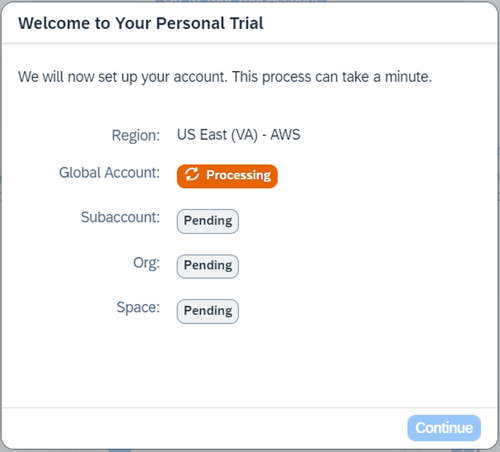 Welcome to Your Personal Trial
We will now set up your account. This process can take a minute.
Region: US East (VA) - AWS
Global Account: Processing
Subaccount: Pending
Org: Pending
Space: Pending
Continue